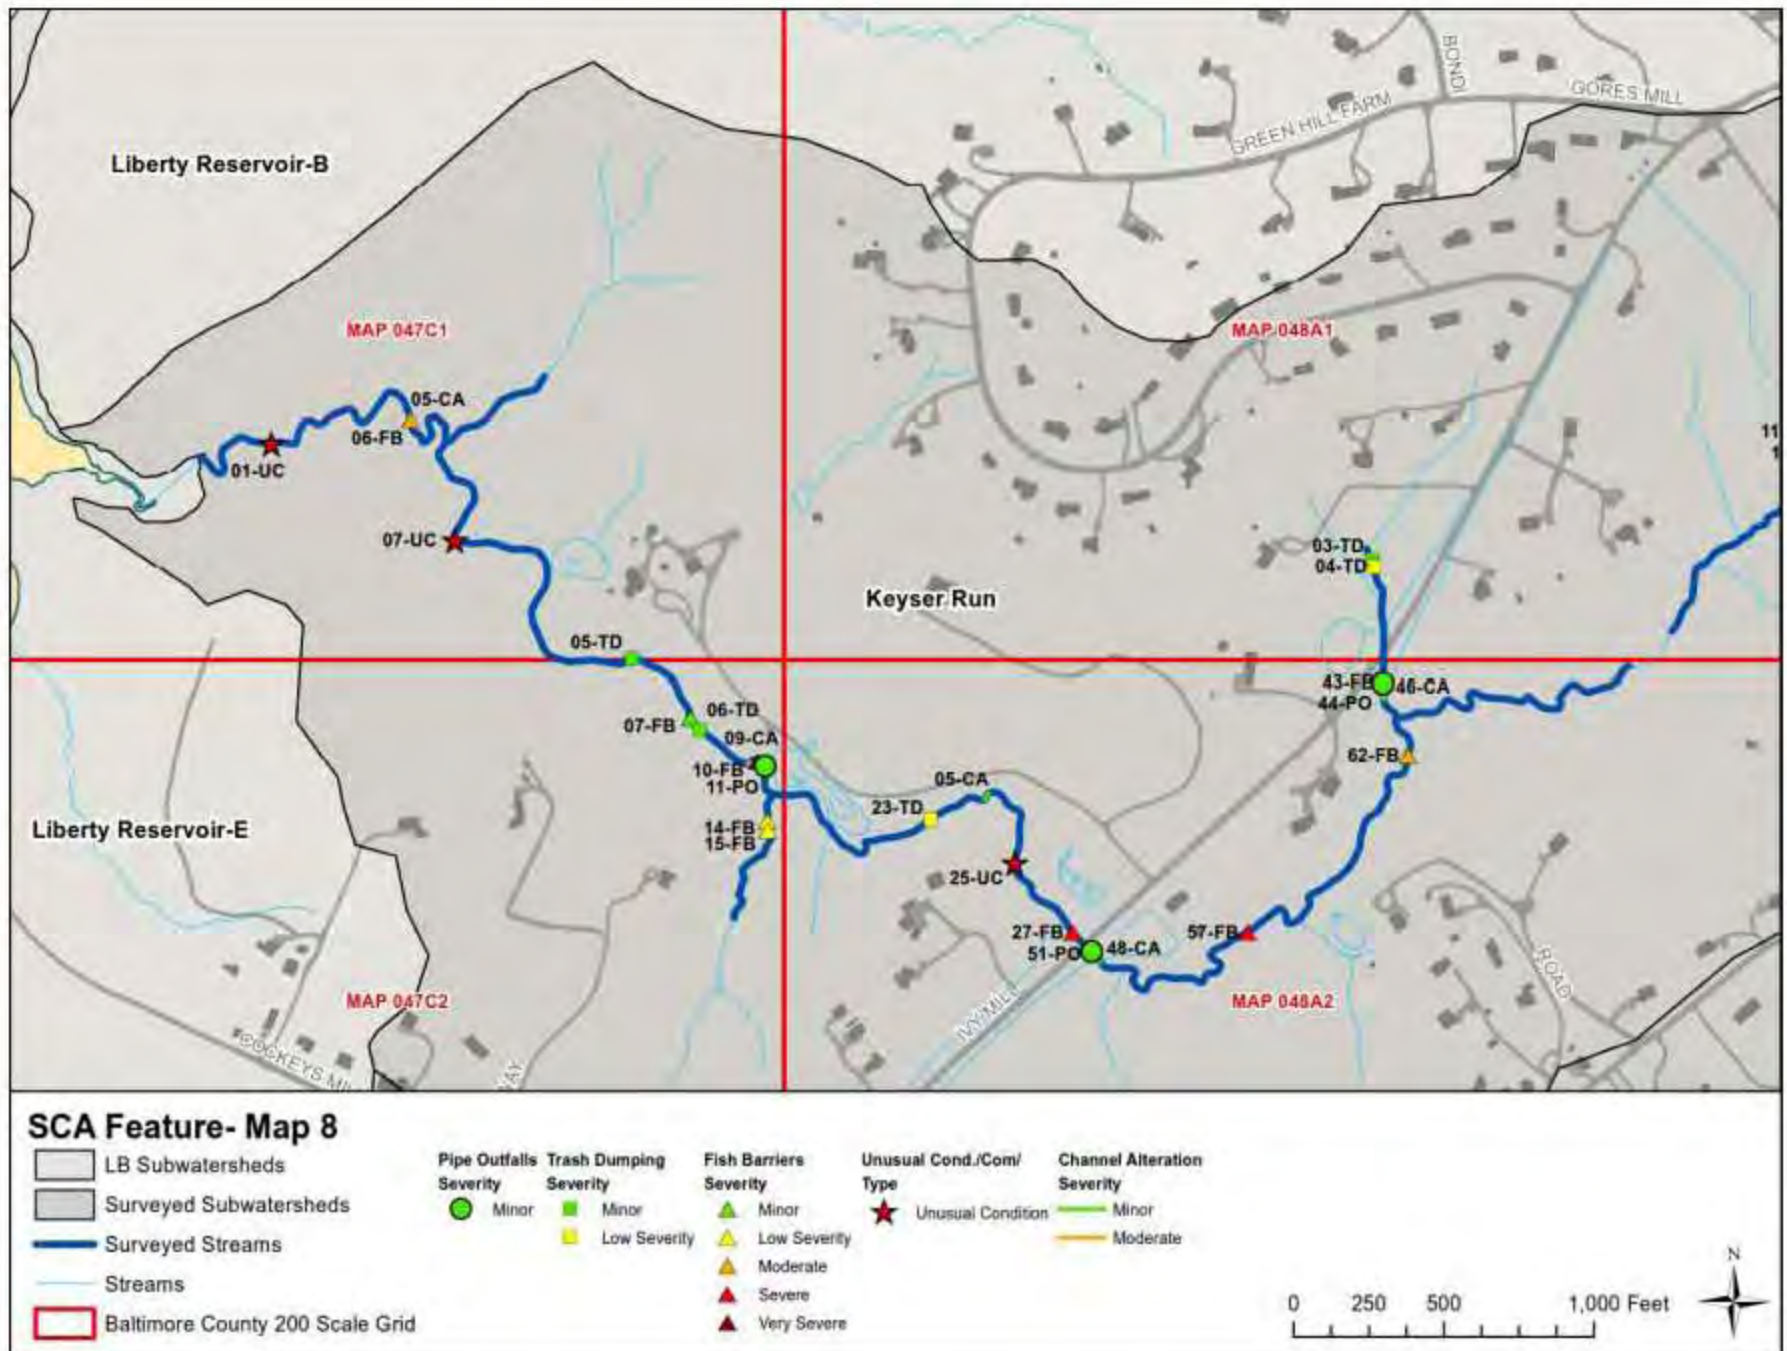 BONDI
GORES MILL
GREEN HILL FARM
Liberty Reservoir-B
MAP 047C1
MAP 048A1
05-CA
06-FB
01-UC
11
1
07-UC
03-TD
04-TD
Keyser Run
05-TD
43-FB
46-CA
44-PO
06-TD
07-FB
09-CA
62-FB
10-FB
11-PO
05-CA
23-TD
14-FB
15-FB
Liberty Reservoir-E
25-UC
27-FB
57-FB
51-PO
48-CA
ROAD
MAP 047C2
MAP 048A2
IVY MILL
COCKEYS MIL
WAY
SCA Feature- Map 8
LB Subwatersheds
Surveyed Subwatersheds
Surveyed Streams
Streams
Baltimore County 200 Scale Grid
Pipe Outfalls
Severity
Minor
Trash Dumping
Severity
Minor
Low Severity
Fish Barriers
Severity
Minor
Low Severity
Moderate
Severe
Very Severe
Unusual Cond./Com/
Type
Unusual Condition
Channel Alteration
Severity
Minor
Moderate
N
0 250 500 1,000 Feet